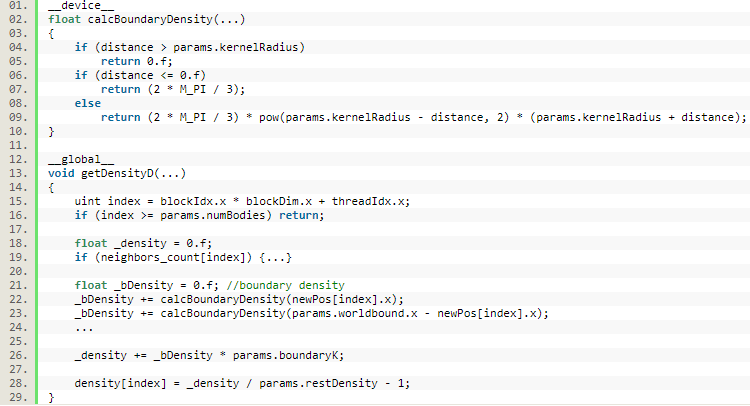 01. __device__
02. float calcBoundaryDensity(...)
03. {
04.     if (distance > params.kernelRadius)
05.         return 0.f;
06.     if (distance <= 0.f)
07.         return (2 * M_PI / 3);
08.     else
09.         return (2 * M_PI / 3) * pow(params.kernelRadius - distance, 2) * (params.kernelRadius + distance);
10. }
11.
12. __global__
13. void getDensityD(...)
14. {
15.     uint index = blockIdx.x * blockDim.x + threadIdx.x;
16.     if (index >= params.numBodies) return;
17.
18.     float _density = 0.f;
19.     if (neighbors_count[index]) {...}
20.
21.     float _bDensity = 0.f; //boundary density
22.     _bDensity += calcBoundaryDensity(newPos[index].x);
23.     _bDensity += calcBoundaryDensity(params.worldbound.x - newPos[index].x);
24.     ...
25.
26.     _density += _bDensity * params.boundaryK;
27.
28.     density[index] = _density / params.restDensity - 1;
29. }